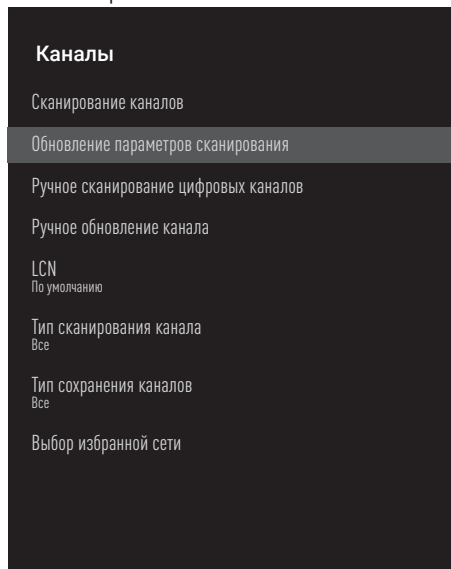 Каналы
Сканирование каналов
Обновление параметров сканирования
Ручное сканирование цифровых каналов
Ручное обновление канала
LCN
По умолчанию
Тип сканирования канала
Все
Тип сохранения каналов
Все
Выбор избранной сети